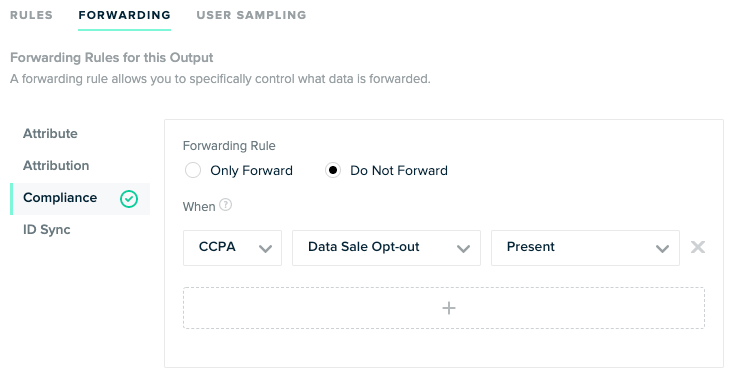 RULES FORWARDING USER SAMPLING
Forwarding Rules for this Output
A forwarding rule allows you to specifically control what data is forwarded.
Attribute
Attribution
Compliance
ID Sync
Forwarding Rule
Only Forward Do Not Forward
When ?
CCPA Data Sale Opt-out Present
+